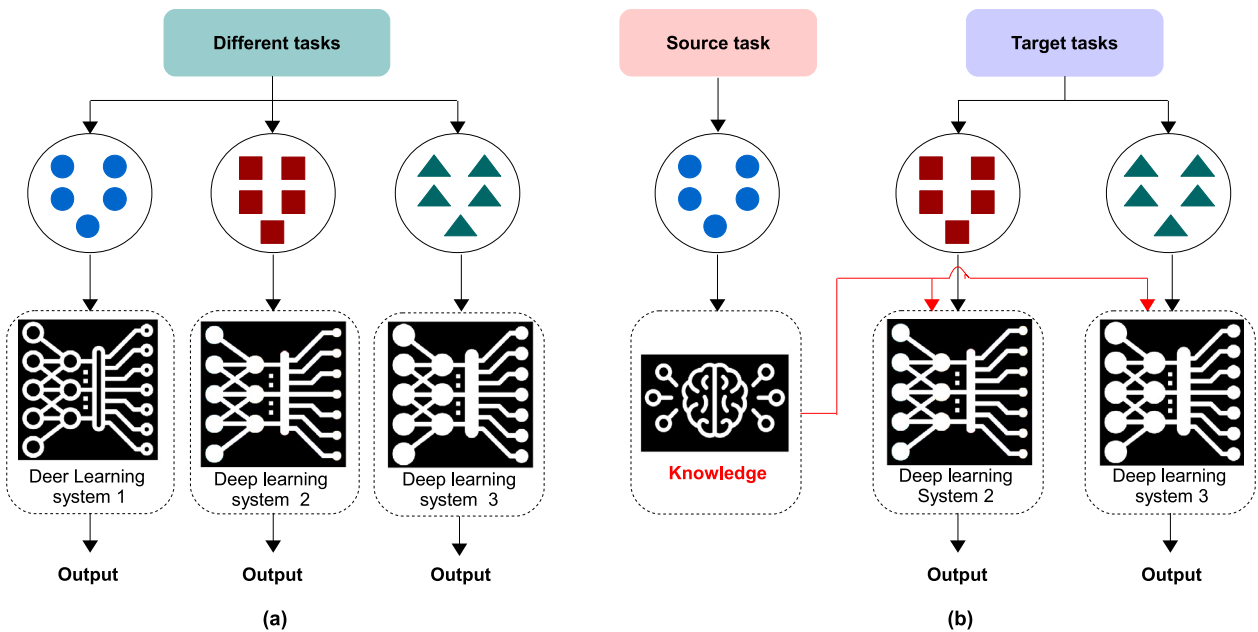 Different tasks
Source task
Target tasks
Deer Learning
system 1
Deep learning
system 2
Deep learning
system 3
Knowledge
Deep learning
System 2
Deep learning
system 3
Output
Output
Output
Output
Output
(a)
(b)